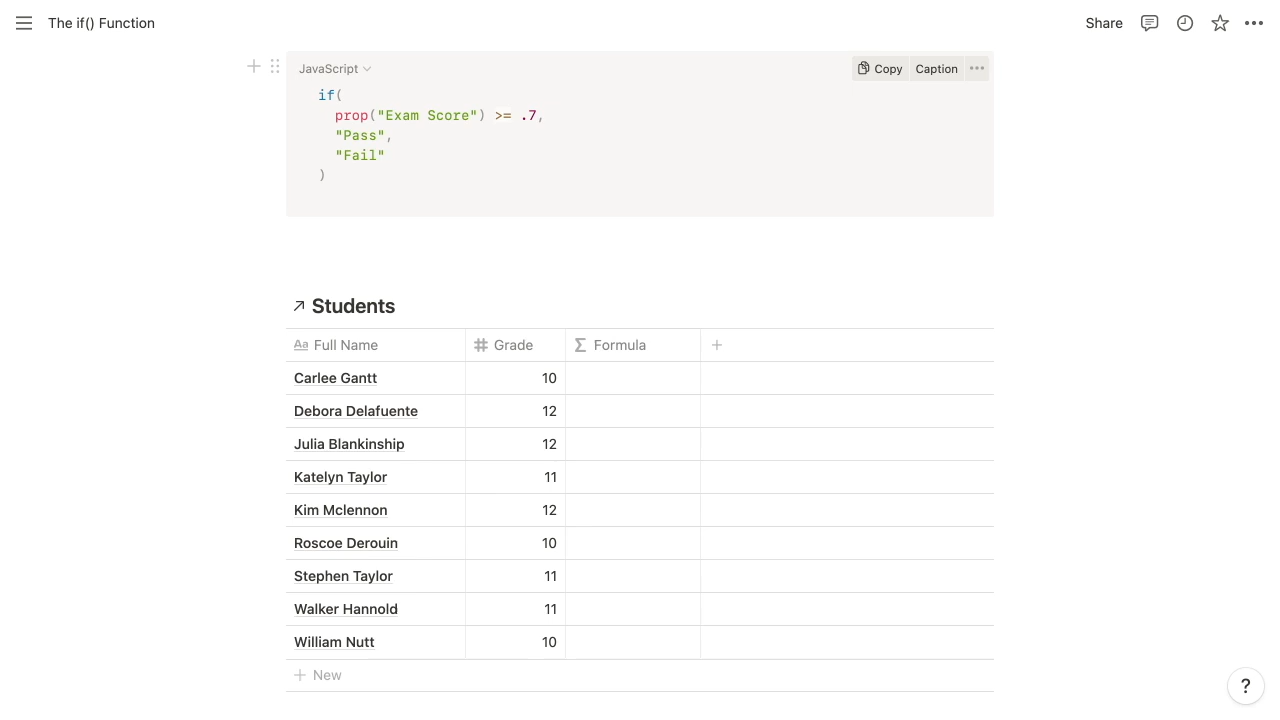 The if() Function
Share
JavaScript
Copy
Caption
if(
prop("Exam Score") >= .7,
"Pass",
"Fail"
)
Students
Aa Full Name Grade Formula
Carlee Gantt 10
Debora Delafuente 12
Julia Blankinship 12
Katelyn Taylor 11
Kim Mclennon 12
Roscoe Derouin 10
Stephen Taylor 11
Walker Hannold 11
William Nutt 10
New
?